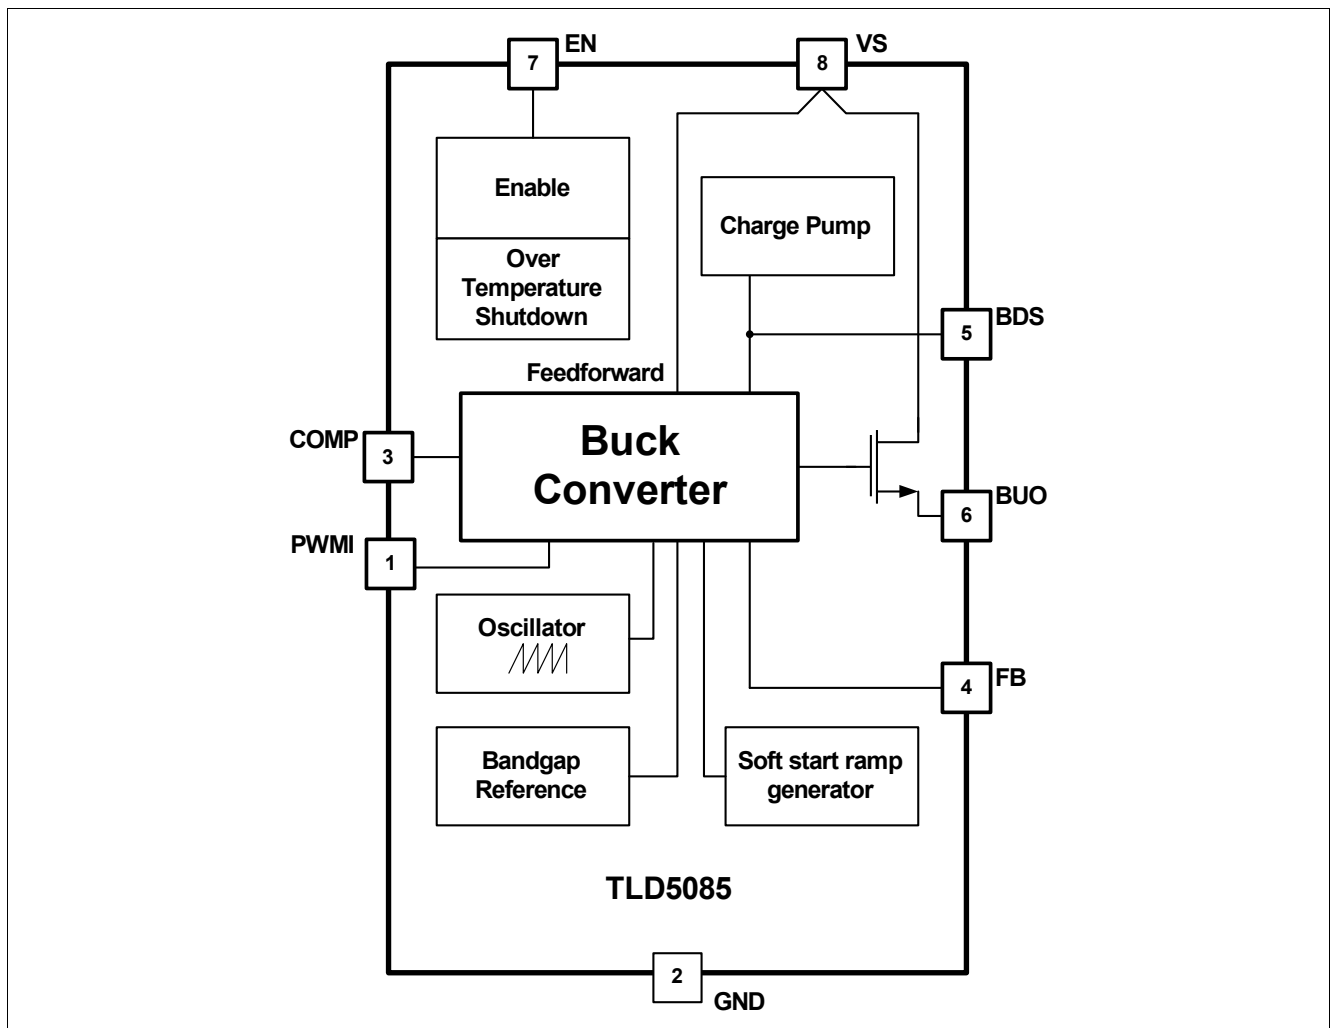 EN
VS
7
8
Enable
Charge Pump
Over
Temperature
Shutdown
BDS
5
Feedforward
COMP
3
Buck
Converter
BUO
6
PWMI
1
Oscillator
FB
4
Bandgap
Reference
Soft start ramp
generator
TLD5085
2
GND